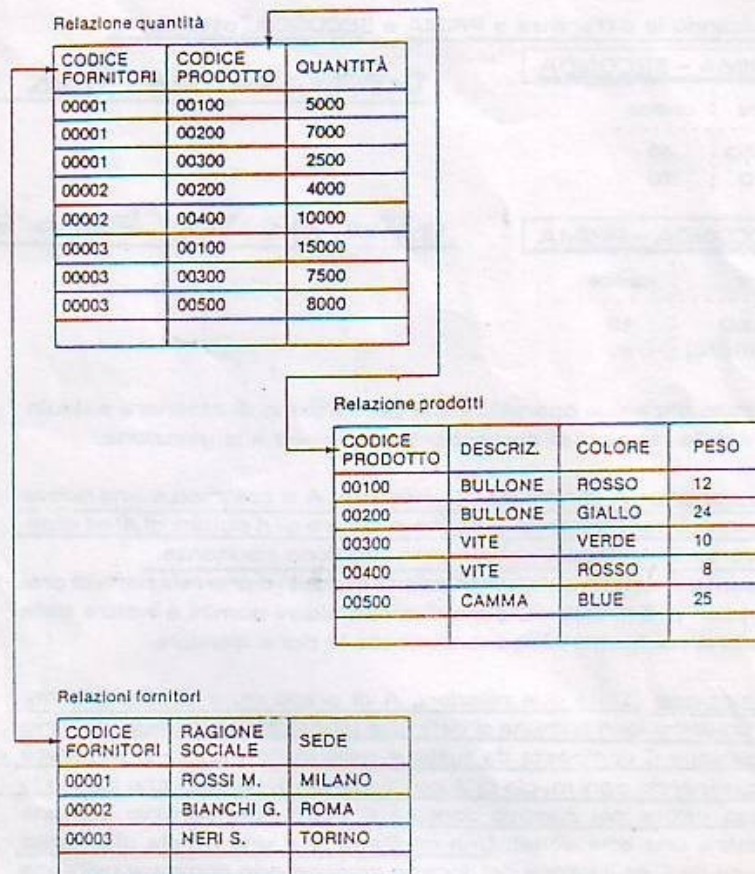 Relazione quantità
CODICE FORNITORI CODICE PRODOTTO QUANTITÀ
00001 00100 5000
00001 00200 7000
00001 00300 2500
00002 00200 4000
00002 00400 10000
00003 00100 15000
00003 00300 7500
00003 00500 8000
Relazione prodotti
CODICE PRODOTTO DESCRIZ. COLORE PESO
00100 BULLONE ROSSO 12
00200 BULLONE GIALLO 24
00300 VITE VERDE 10
00400 VITE ROSSO 8
00500 CAMMA BLUE 25
Relazioni fornitori
CODICE FORNITORI RAGIONE SOCIALE SEDE
00001 ROSSI M. MILANO
00002 BIANCHI G. ROMA
00003 NERI S. TORINO